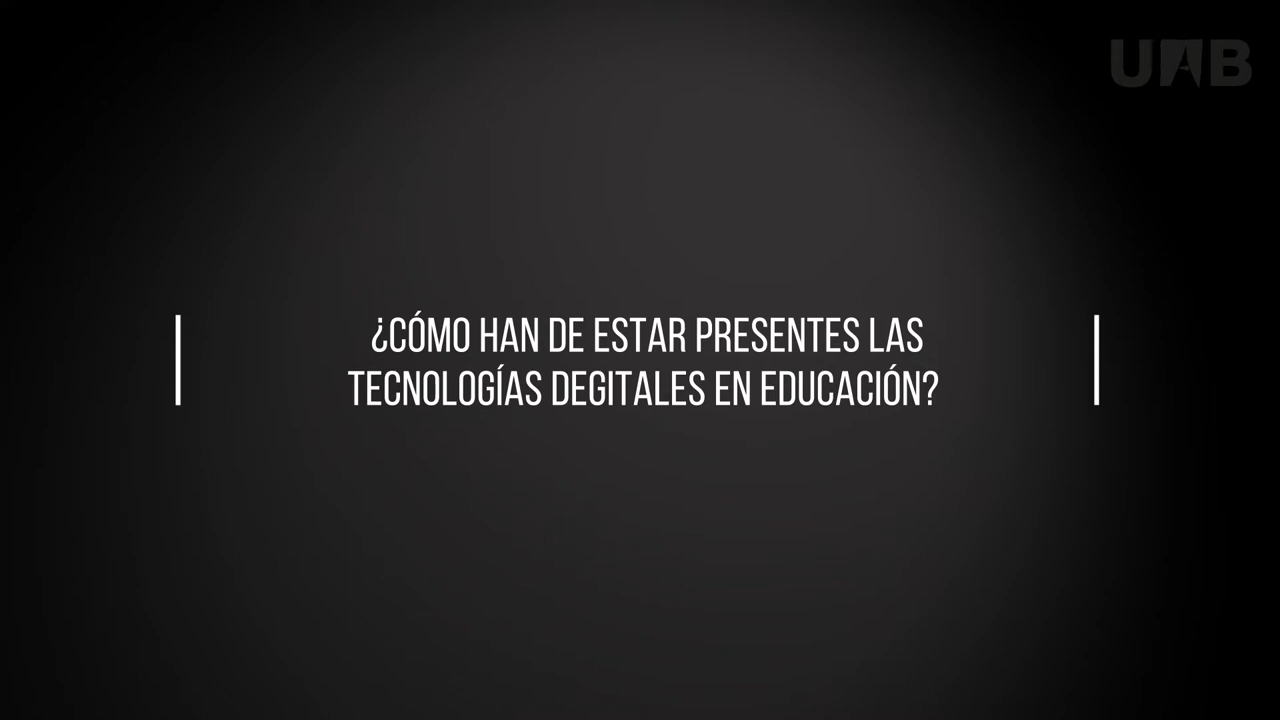 UAB
¿CÓMO HAN DE ESTAR PRESENTES LAS
TECNOLOGÍAS DEGITALES EN EDUCACIÓN?